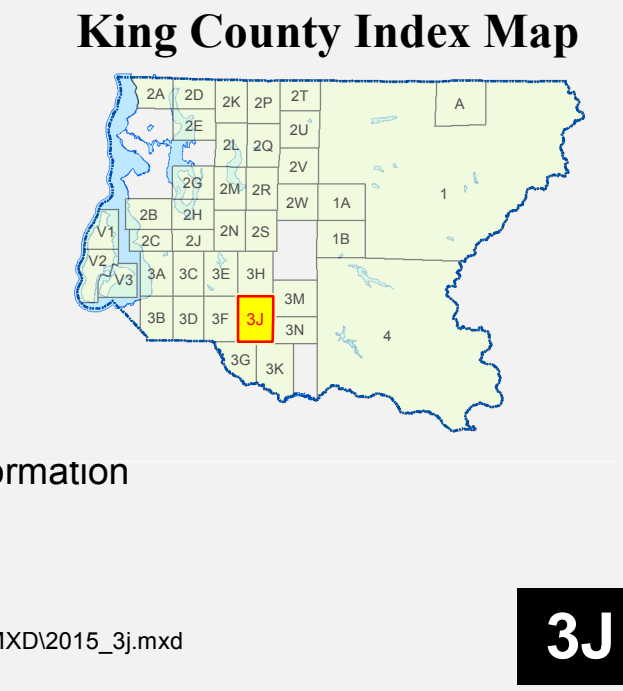 King County Index Map
2A 2D 2K 2P 2T A
2E 2L 2Q 2U
2V
2G 2M 2R 1
2B 2H 2W 1A
V1 2C 2J 2N 2S 1B
V2 V3 3A 3C 3E 3H
3M
3B 3D 3F 3J 3N 4
3G 3K
ormation
MXD\2015_3j.mxd
3J